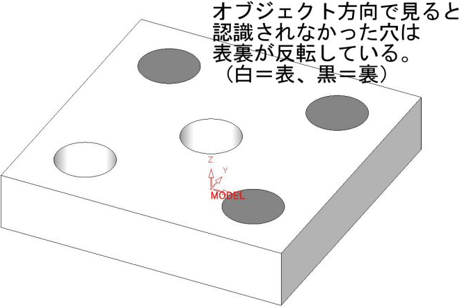 オブジェクト方向で見ると
認識されなかった穴は
表裏が反転している。
（白＝表、黒＝裏）
Z
Y
MODEL